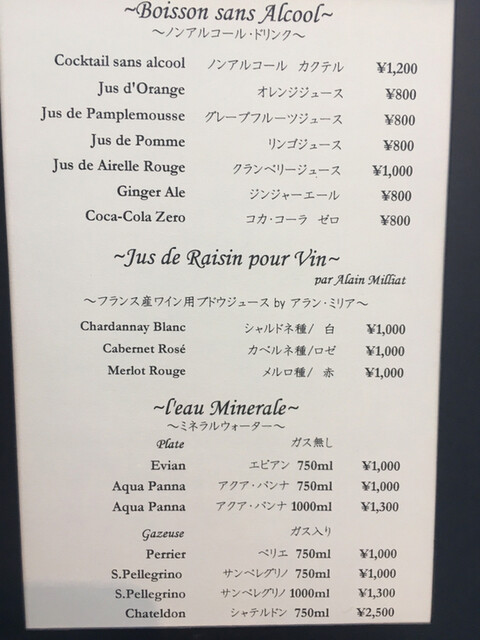 ~Boisson sans Alcool~
～ノンアルコール・ドリンク～
Cocktail sans alcool ノンアルコール カクテル ¥1,200
Jus d'Orange オレンジジュース ¥800
Jus de Pamplemousse グレープフルーツジュース ¥800
Jus de Pomme リンゴジュース ¥800
Jus de Airelle Rouge クランベリージュース ¥1,000
Ginger Ale ジンジャーエール ¥800
Coca-Cola Zero コカ・コーラ ゼロ ¥800
~Jus de Raisin pour Vin~
par Alain Milliat
～フランス産ワイン用ブドウジュース by アラン・ミリア～
Chardannay Blanc シャルドネ種/ 白 ¥1,000
Cabernet Rosé カベルネ種/ロゼ ¥1,000
Merlot Rouge メルロ種/ 赤 ¥1,000
~l'eau Minerale~
～ミネラルウォーター～
Plate ガス無し
Evian エビアン 750ml ¥1,000
Aqua Panna アクア・パンナ 750ml ¥1,000
Aqua Panna アクア・パンナ 1000ml ¥1,300
Gazeuse ガス入り
Perrier ペリエ 750ml ¥1,000
S.Pellegrino サンペレグリノ 750ml ¥1,000
S.Pellegrino サンペレグリノ 1000ml ¥1,300
Chateldon シャテルドン 750ml ¥2,500